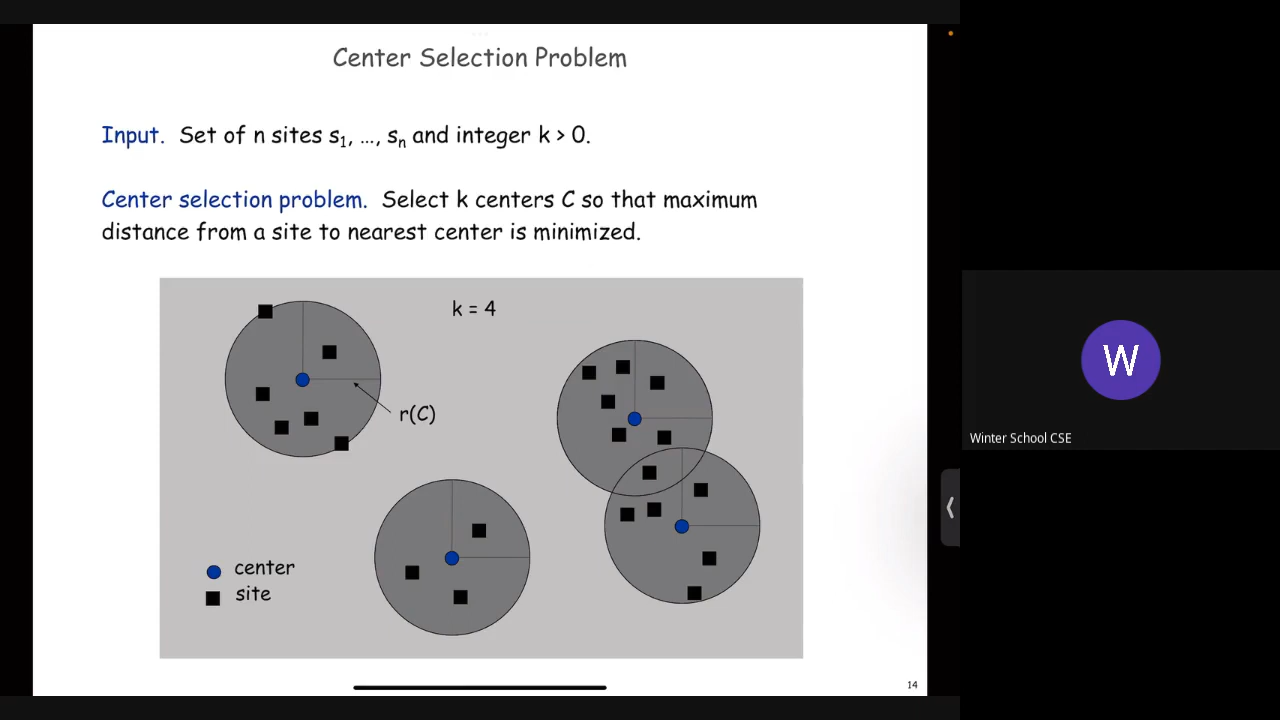 Center Selection Problem
Input. Set of n sites s1, ..., sn and integer k > 0.
Center selection problem. Select k centers C so that maximum
distance from a site to nearest center is minimized.
k = 4
r(C)
center
site
14
W
Winter School CSE